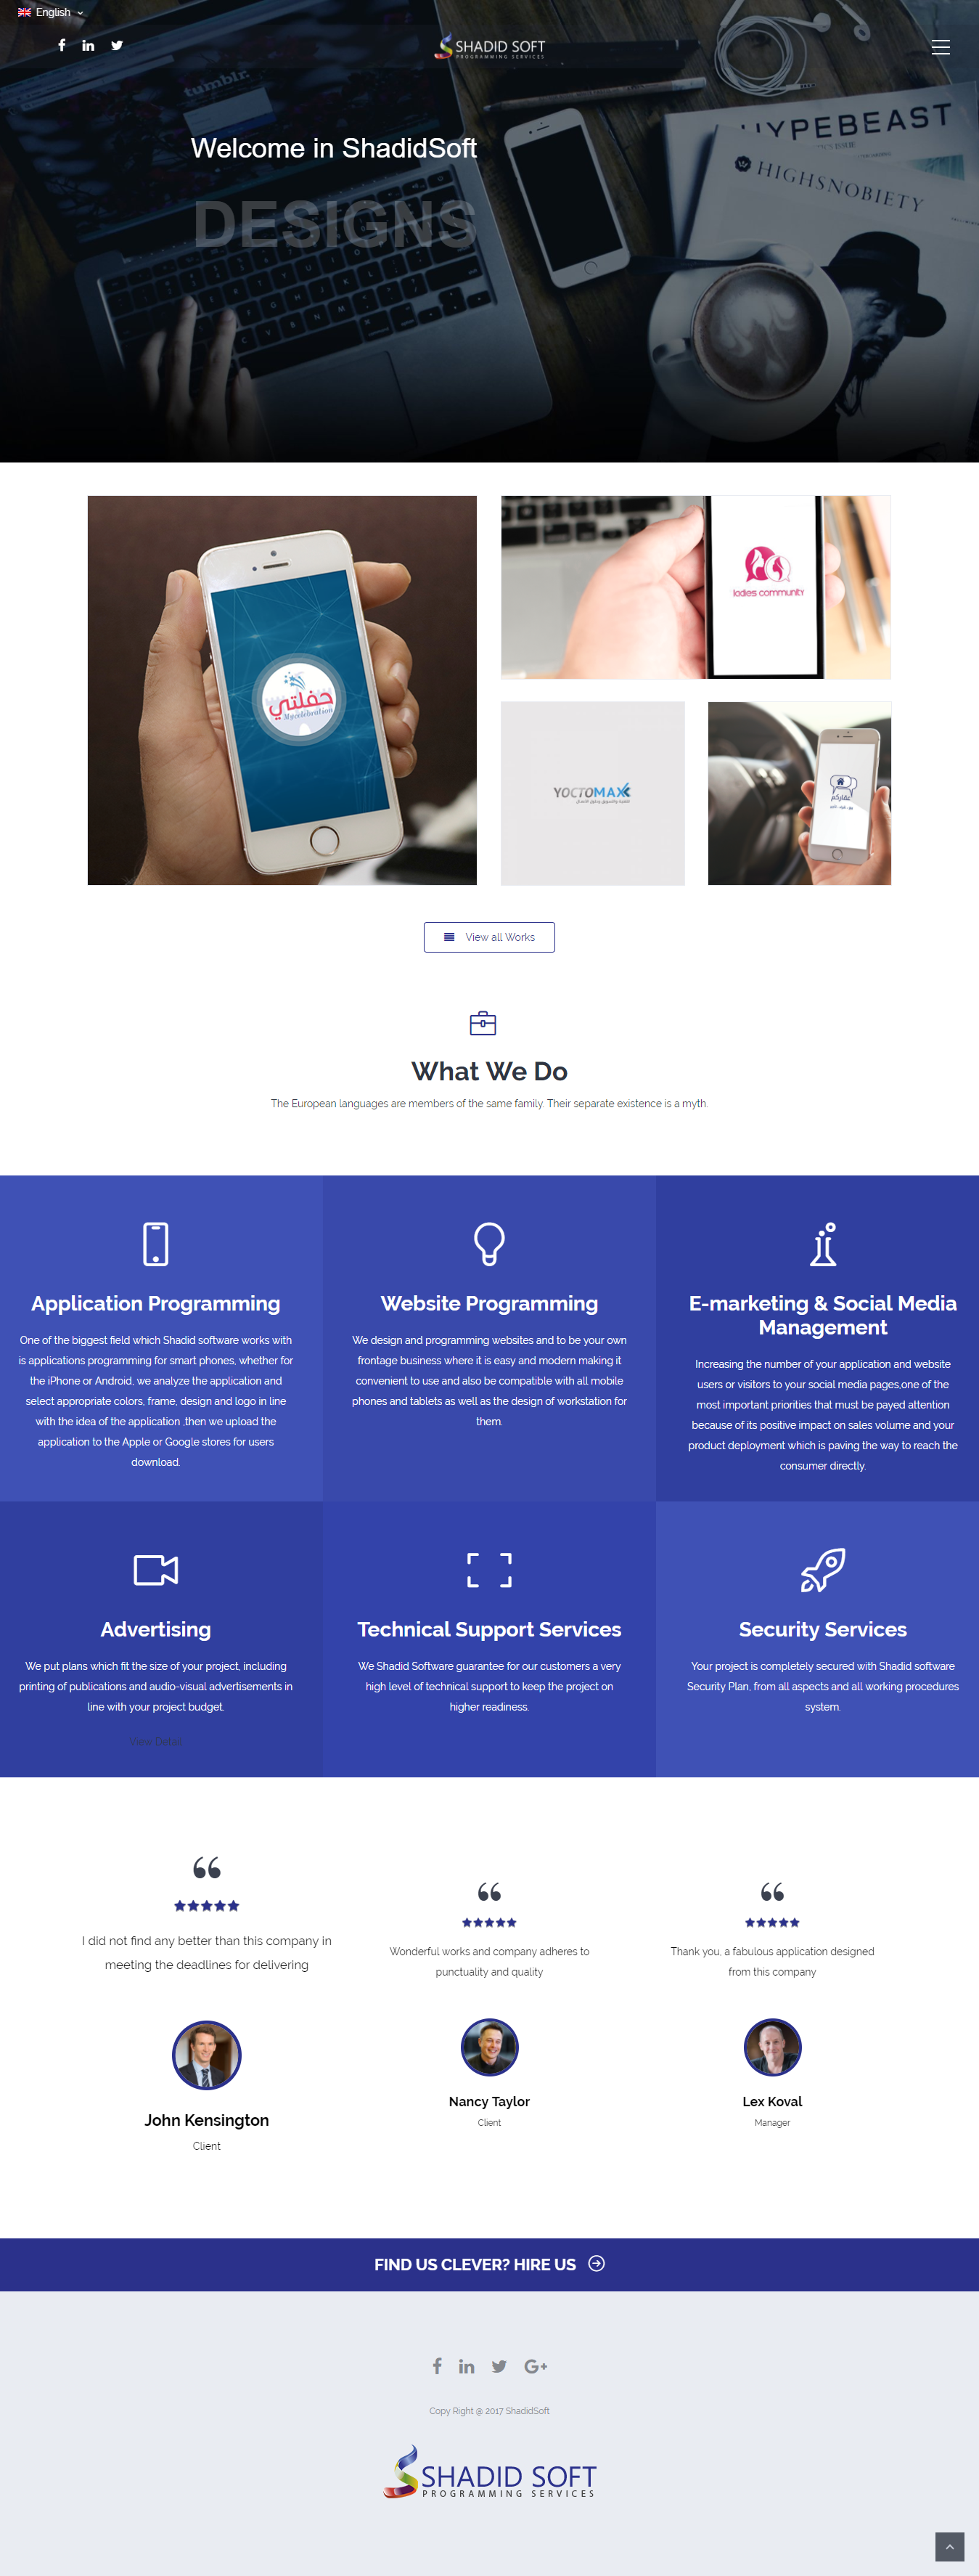 English
SHADID SOFT
PROGRAMMING SERVICES
tumblr.
HYPEBEAST
HIGHSNOBIETY
Welcome in ShadidSoft
DESIGNS
حفلتي
Mycelebration
ladies community
YOCTOMAX
عقاركم
View all Works
What We Do
The European languages are members of the same family. Their separate existence is a myth.
Application Programming
One of the biggest field which Shadid software works with
is applications programming for smart phones, whether for
the iPhone or Android, we analyze the application and
select appropriate colors, frame, design and logo in line
with the idea of the application .then we upload the
application to the Apple or Google stores for users
download.
Website Programming
We design and programming websites and to be your own
frontage business where it is easy and modern making it
convenient to use and also be compatible with all mobile
phones and tablets as well as the design of workstation for
them.
E-marketing & Social Media
Management
Increasing the number of your application and website
users or visitors to your social media pages,one of the
most important priorities that must be payed attention
because of its positive impact on sales volume and your
product deployment which is paving the way to reach the
consumer directly.
Advertising
We put plans which fit the size of your project, including
printing of publications and audio-visual advertisements in
line with your project budget.
View Detail
Technical Support Services
We Shadid Software guarantee for our customers a very
high level of technical support to keep the project on
higher readiness.
Security Services
Your project is completely secured with Shadid software
Security Plan, from all aspects and all working procedures
system.
I did not find any better than this company in
meeting the deadlines for delivering
John Kensington
Client
Wonderful works and company adheres to
punctuality and quality
Nancy Taylor
Client
Thank you, a fabulous application designed
from this company
Lex Koval
Manager
FIND US CLEVER? HIRE US
Copy Right @ 2017 ShadidSoft
SHADID SOFT
PROGRAMMING SERVICES